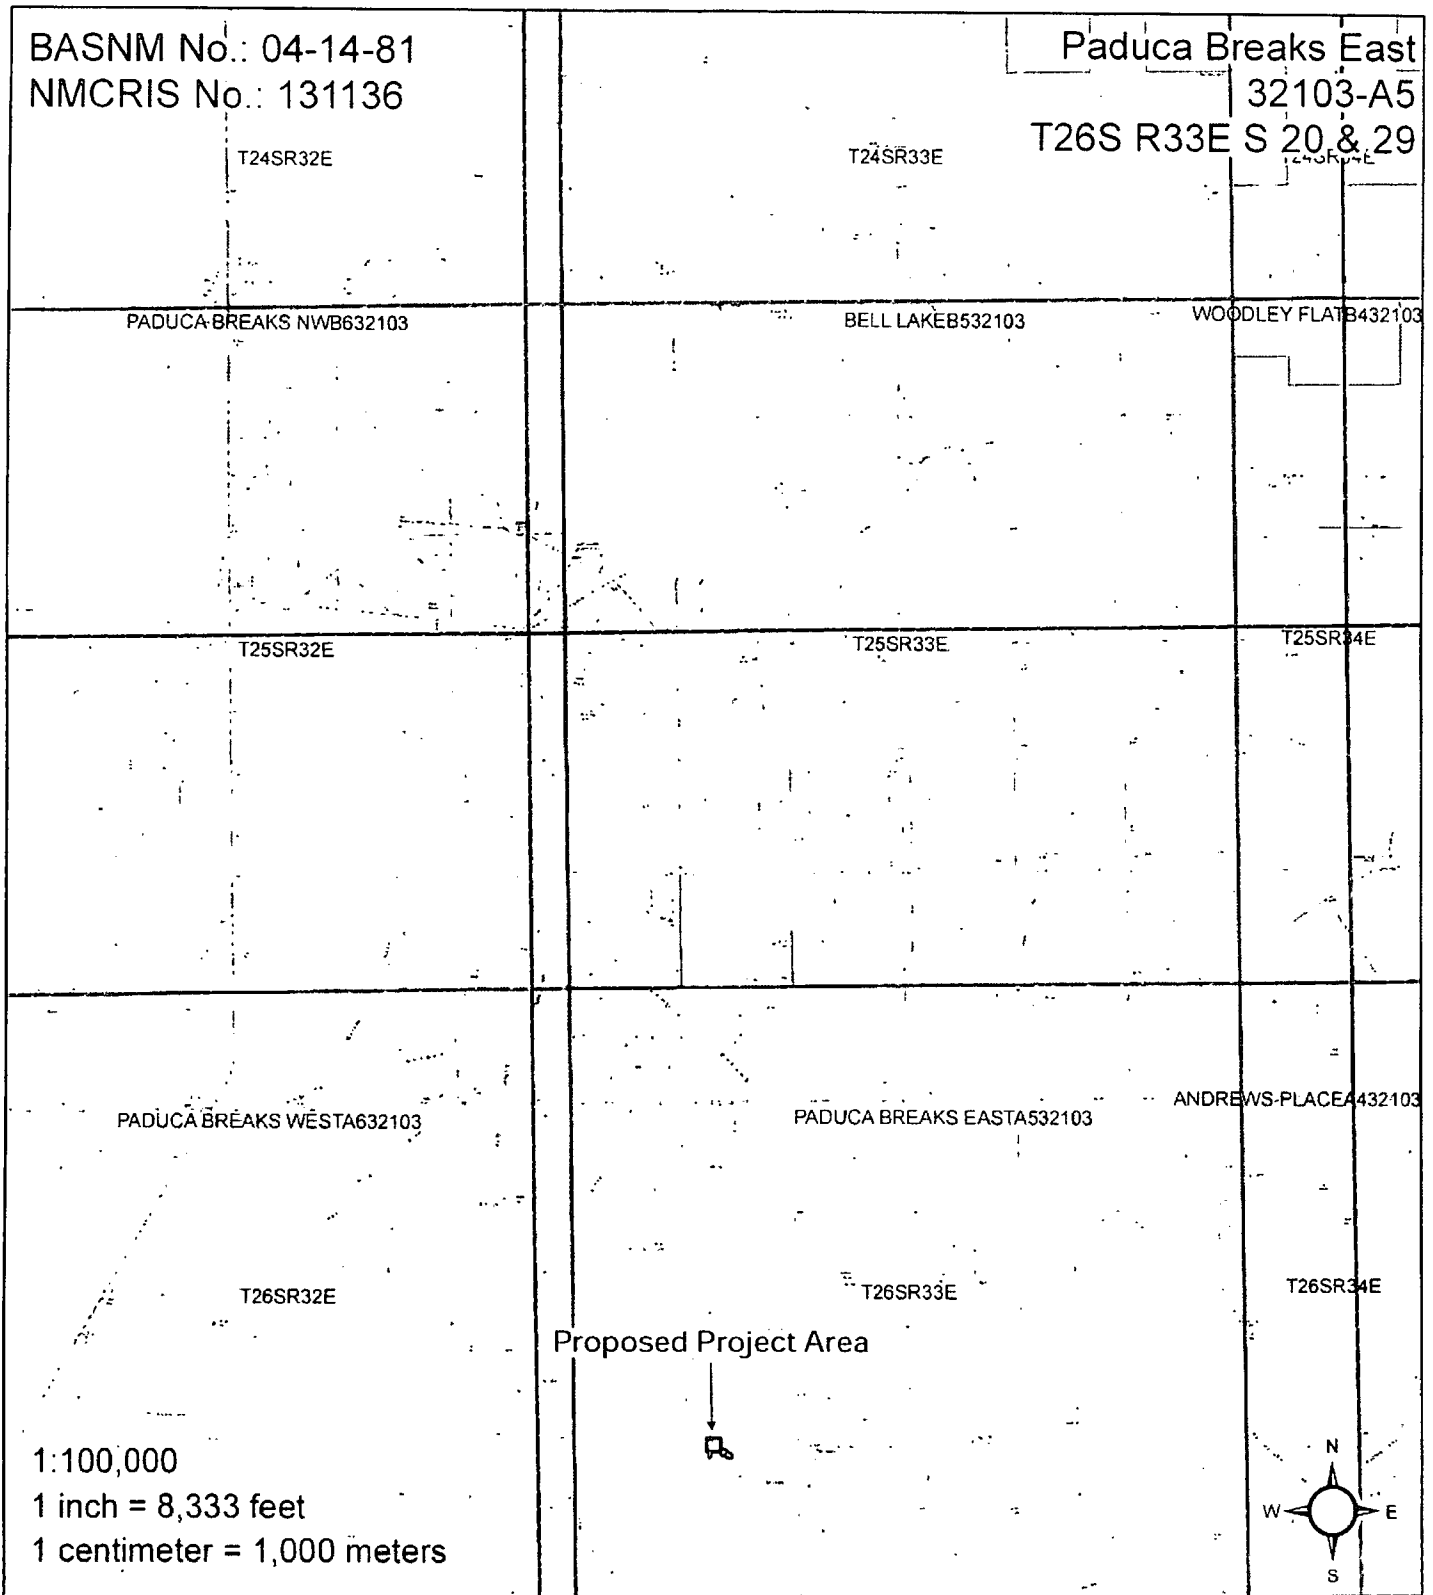 BASNM No.: 04-14-81
NMCRIS No.: 131136
Paduca Breaks East
32103-A5
T26S R33E S 20 & 29
T24SR32E
T24SR33E
T24SR34E
PADUCA BREAKS NWB632103
BELL LAKEB532103
WOODLEY FLATB432103
T25SR32E
T25SR33E
T25SR34E
PADUCA BREAKS WESTA632103
PADUCA BREAKS EASTA532103
ANDREWS PLACEA432103
T26SR32E
T26SR33E
T26SR34E
Proposed Project Area
1:100,000
1 inch = 8,333 feet
1 centimeter = 1,000 meters
N
W
E
S